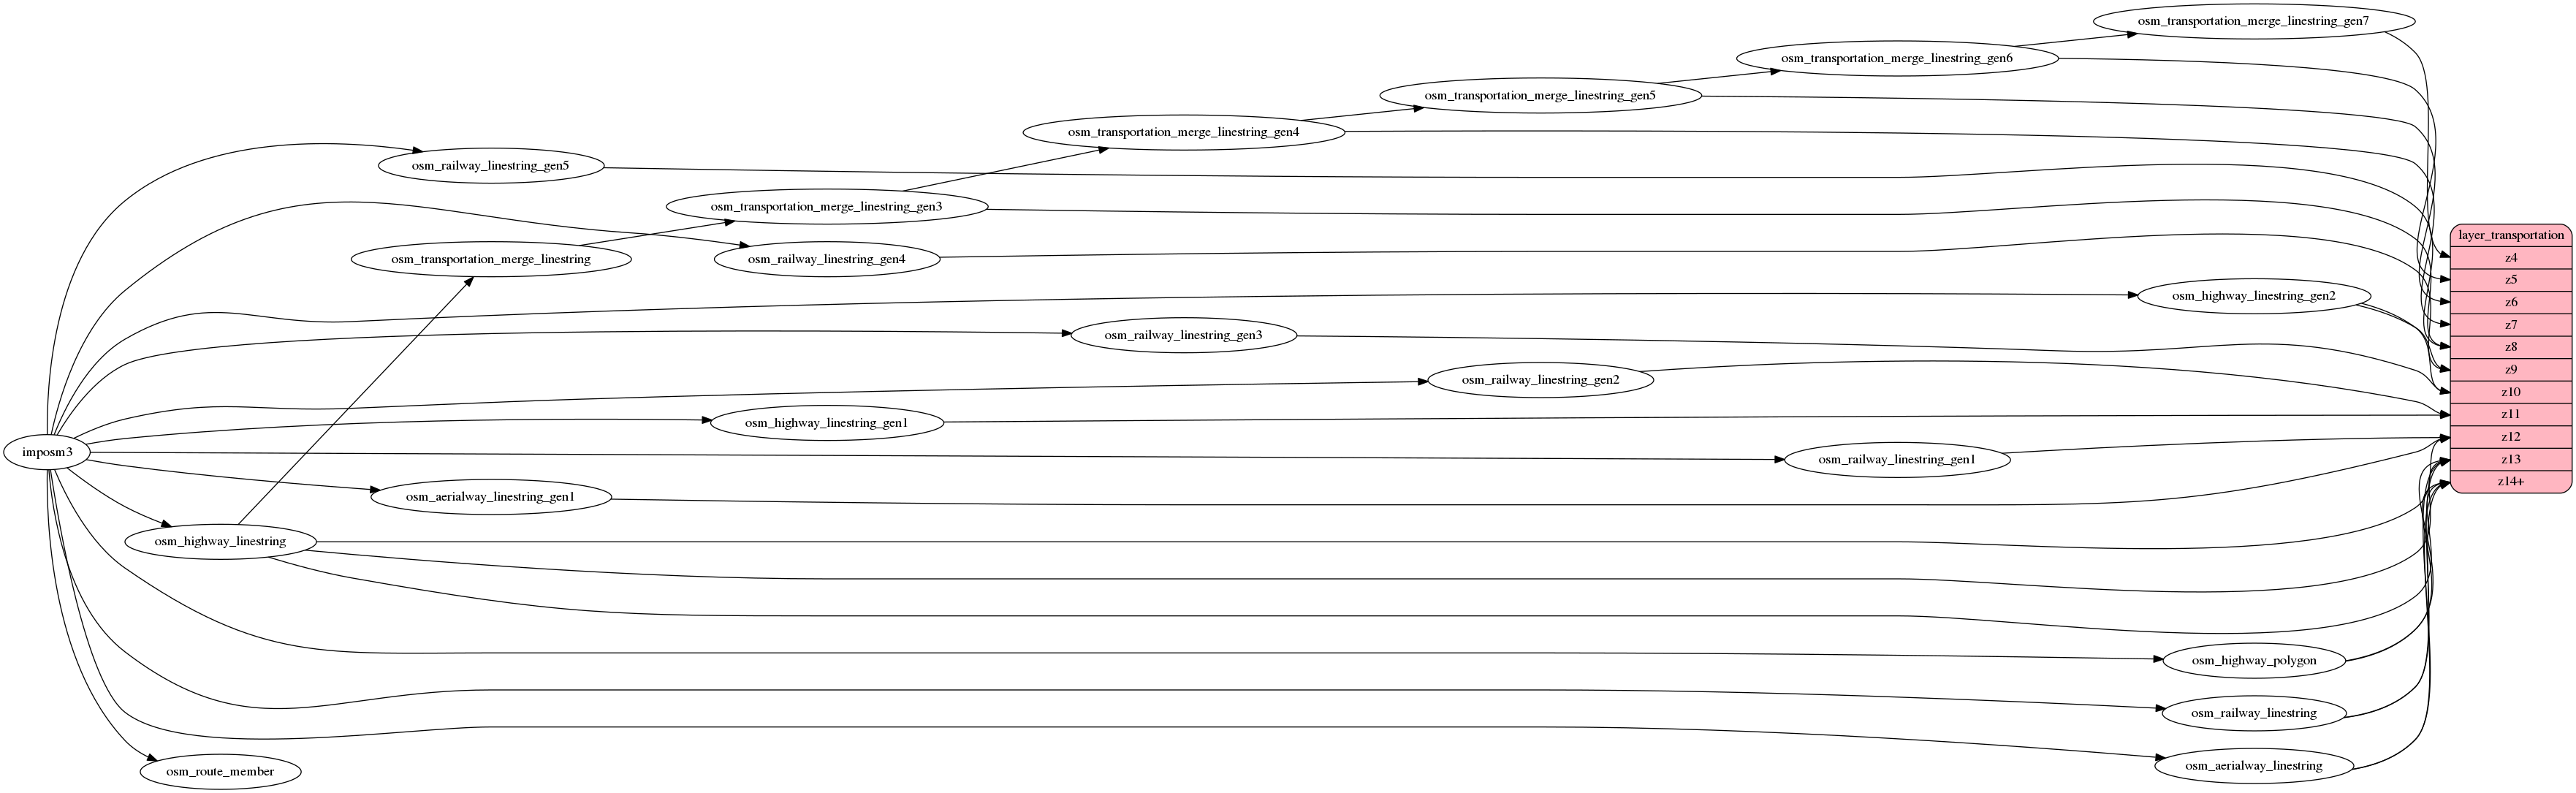 osm_transportation_merge_linestring_gen7
osm_transportation_merge_linestring_gen6
osm_transportation_merge_linestring_gen5
osm_transportation_merge_linestring_gen4
osm_railway_linestring_gen5
osm_transportation_merge_linestring_gen3
osm_transportation_merge_linestring
osm_railway_linestring_gen4
osm_highway_linestring_gen2
osm_railway_linestring_gen3
osm_railway_linestring_gen2
osm_highway_linestring_gen1
imposm3
osm_railway_linestring_gen1
osm_aerialway_linestring_gen1
osm_highway_linestring
osm_highway_polygon
osm_railway_linestring
osm_aerialway_linestring
osm_route_member
layer_transportation
z4
z5
z6
z7
z8
z9
z10
z11
z12
z13
z14+